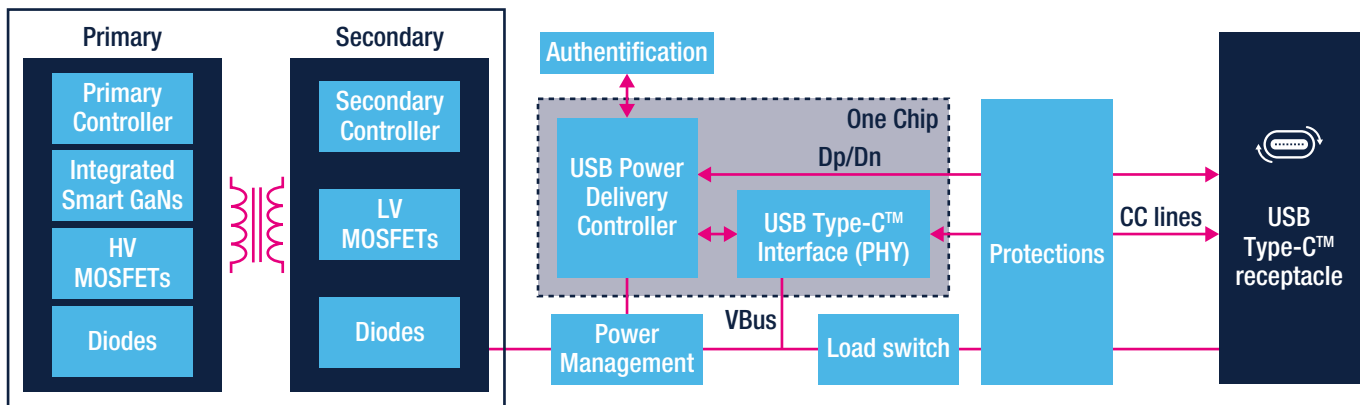 Primary
Primary
Controller
Integrated
Smart GaNs
HV
MOSFETs
Diodes
Secondary
Secondary
Controller
LV
MOSFETs
Diodes
Authentification
One Chip
USB Power
Delivery
Controller
Dp/Dn
USB Type-C™
Interface (PHY)
VBus
Power
Management
Load switch
Protections
CC lines
USB
Type-C™
receptacle